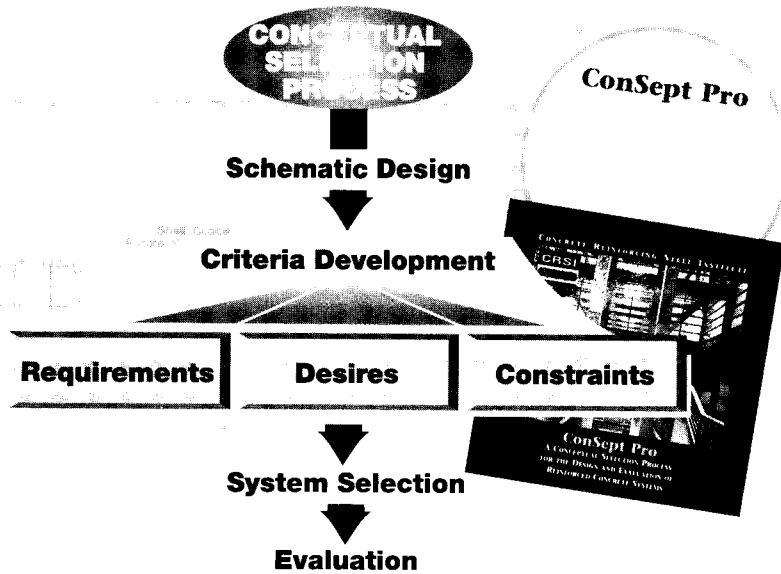 CONCEPTUAL
SELECTION
PROCESS
ConSept Pro
Schematic Design
Criteria Development
CONCRETE REINFORCING STEEL INSTITUTE
CRSI
Requirements
Desires
Constraints
ConSept Pro
A CONCEPTUAL SELECTION PROCESS
FOR THE DESIGN AND EVALUATION OF
REINFORCED CONCRETE SYSTEMS
System Selection
Evaluation